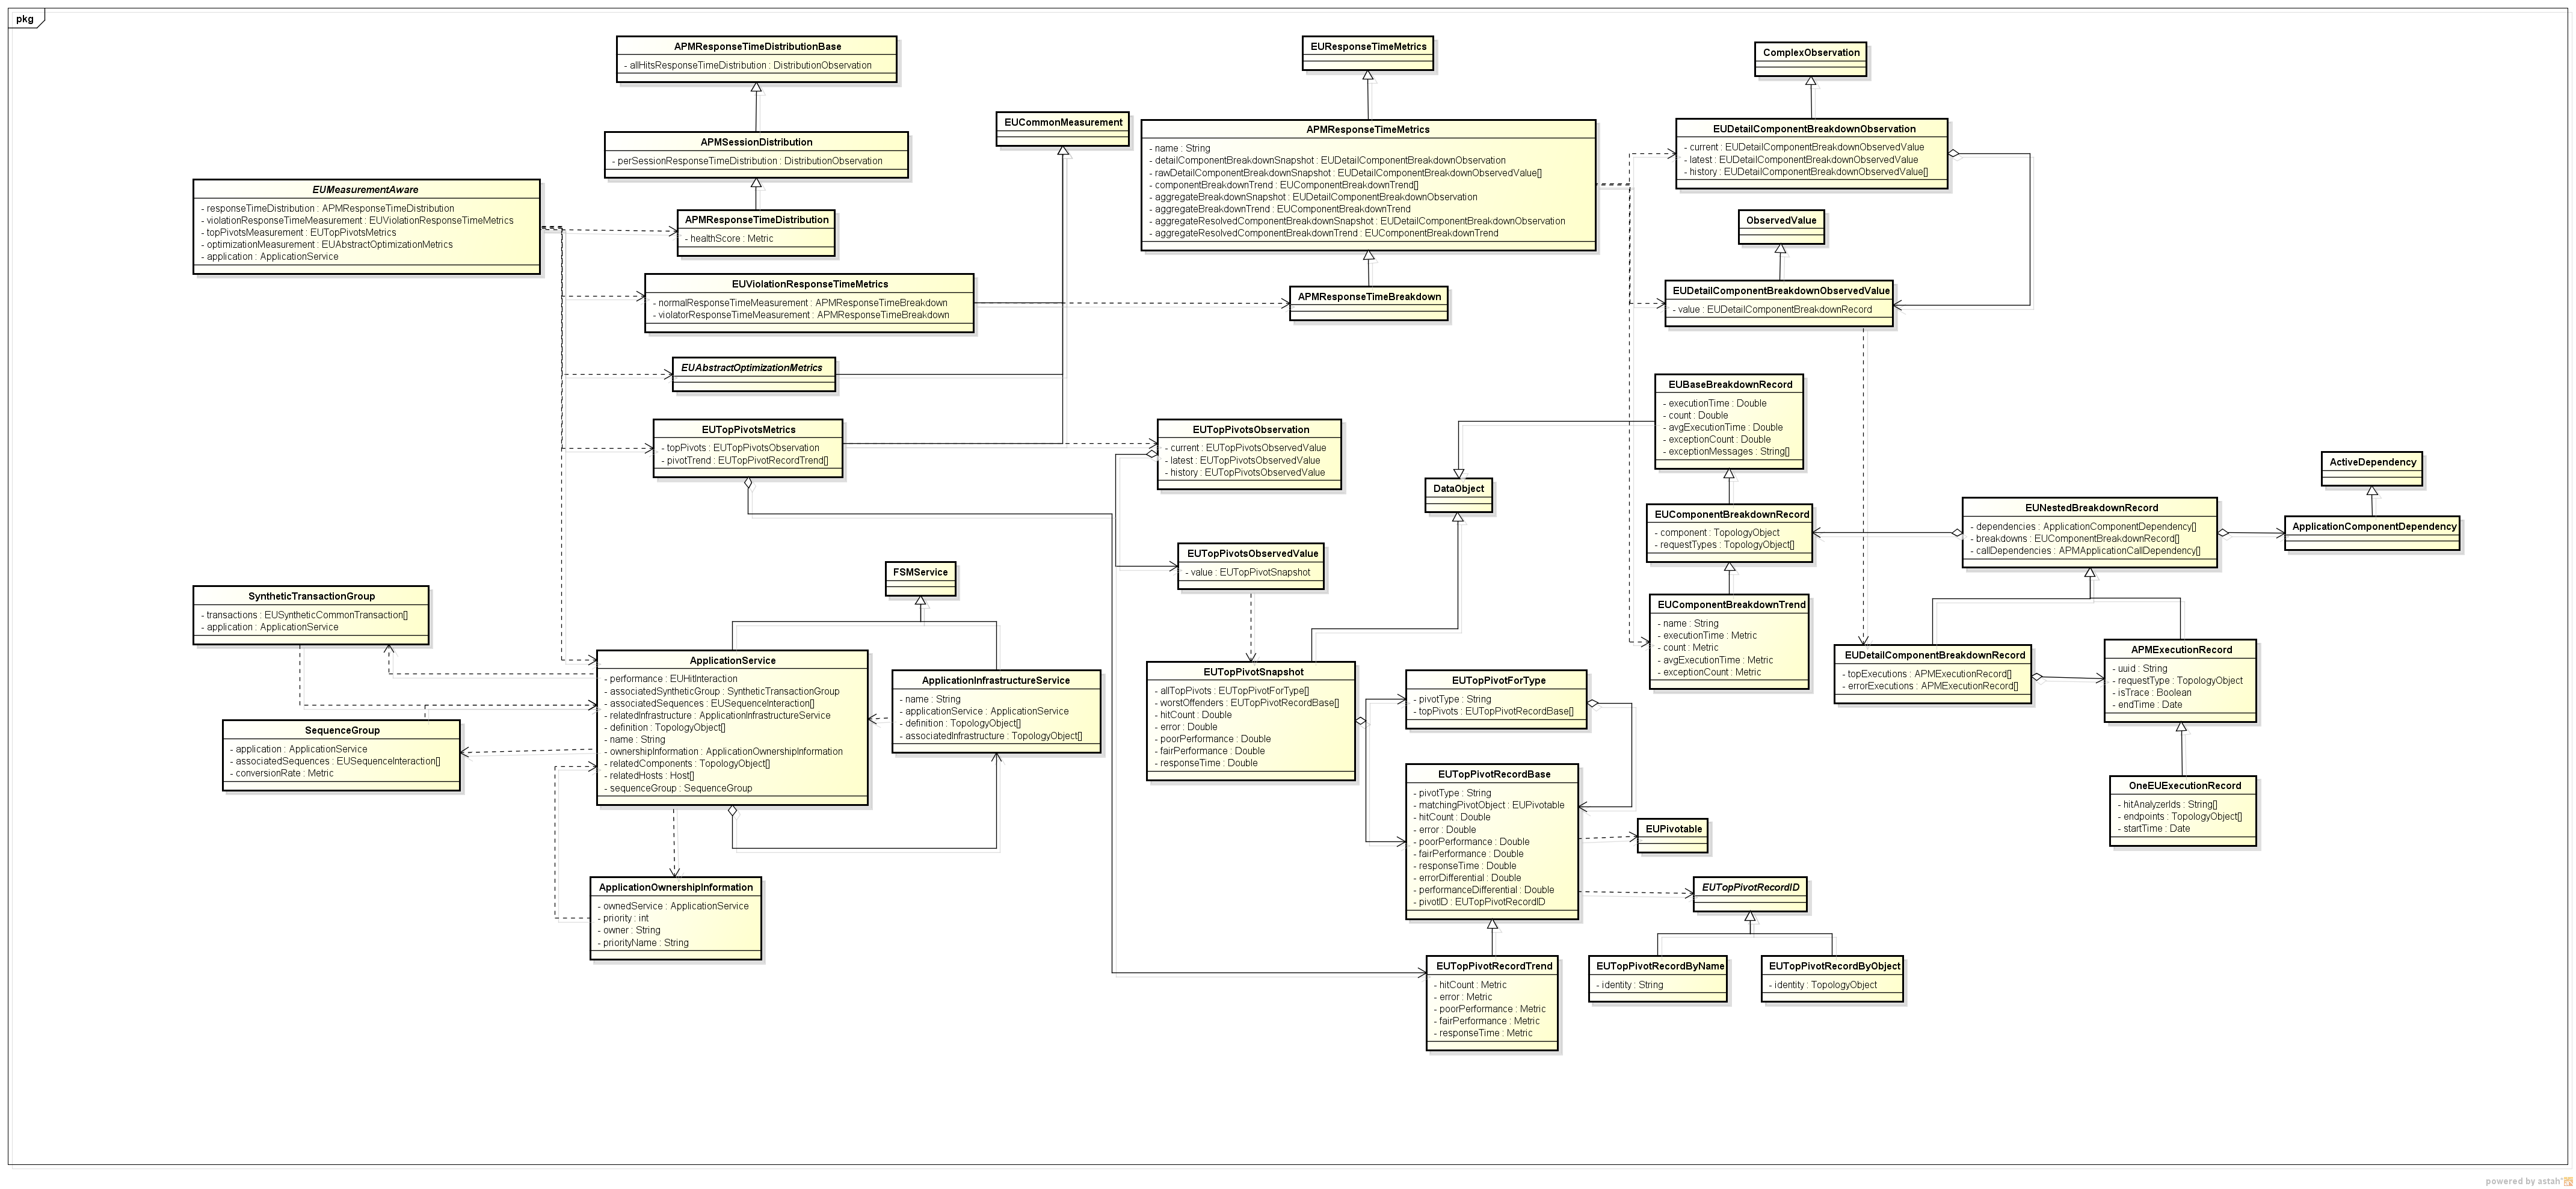 pkg
APMResponseTimeDistributionBase
- allHitsResponseTimeDistribution : DistributionObservation
EUResponseTimeMetrics
ComplexObservation
EUCommonMeasurement
APMSessionDistribution
- perSessionResponseTimeDistribution : DistributionObservation
APMResponseTimeMetrics
- name : String
- detailComponentBreakdownSnapshot : EUDetailComponentBreakdownObservation
- rawDetailComponentBreakdownSnapshot : EUDetailComponentBreakdownObservedValue[]
- componentBreakdownTrend : EUComponentBreakdownTrend[]
- aggregateBreakdownSnapshot : EUDetailComponentBreakdownObservation
- aggregateBreakdownTrend : EUComponentBreakdownTrend
- aggregateResolvedComponentBreakdownSnapshot : EUDetailComponentBreakdownObservation
- aggregateResolvedComponentBreakdownTrend : EUComponentBreakdownTrend
EUDetailComponentBreakdownObservation
- current : EUDetailComponentBreakdownObservedValue
- latest : EUDetailComponentBreakdownObservedValue
- history : EUDetailComponentBreakdownObservedValue[]
EUMeasurementAware
- responseTimeDistribution : APMResponseTimeDistribution
- violationResponseTimeMeasurement : EUViolationResponseTimeMetrics
- topPivotsMeasurement : EUTopPivotsMetrics
- optimizationMeasurement : EUAbstractOptimizationMetrics
- application : ApplicationService
APMResponseTimeDistribution
- healthScore : Metric
ObservedValue
EUViolationResponseTimeMetrics
- normalResponseTimeMeasurement : APMResponseTimeBreakdown
- violatorResponseTimeMeasurement : APMResponseTimeBreakdown
APMResponseTimeBreakdown
EUDetailComponentBreakdownObservedValue
- value : EUDetailComponentBreakdownRecord
EUAbstractOptimizationMetrics
EUBaseBreakdownRecord
- executionTime : Double
- count : Double
- avgExecutionTime : Double
- exceptionCount : Double
- exceptionMessages : String[]
EUTopPivotsMetrics
- topPivots : EUTopPivotsObservation
- pivotTrend : EUTopPivotRecordTrend[]
EUTopPivotsObservation
- current : EUTopPivotsObservedValue
- latest : EUTopPivotsObservedValue
- history : EUTopPivotsObservedValue
ActiveDependency
DataObject
EUComponentBreakdownRecord
- component : TopologyObject
- requestTypes : TopologyObject[]
EUNestedBreakdownRecord
- dependencies : ApplicationComponentDependency[]
- breakdowns : EUComponentBreakdownRecord[]
- callDependencies : APMApplicationCallDependency[]
ApplicationComponentDependency
EUTopPivotsObservedValue
- value : EUTopPivotSnapshot
FSMService
SyntheticTransactionGroup
- transactions : EUSyntheticCommonTransaction[]
- application : ApplicationService
EUComponentBreakdownTrend
- name : String
- executionTime : Metric
- count : Metric
- avgExecutionTime : Metric
- exceptionCount : Metric
EUDetailComponentBreakdownRecord
- topExecutions : APMExecutionRecord[]
- errorExecutions : APMExecutionRecord[]
APMExecutionRecord
- uuid : String
- requestType : TopologyObject
- isTrace : Boolean
- endTime : Date
ApplicationService
- performance : EUHitInteraction
- associatedSyntheticGroup : SyntheticTransactionGroup
- associatedSequences : EUSequenceInteraction[]
- relatedInfrastructure : ApplicationInfrastructureService
- definition : TopologyObject[]
- name : String
- ownershipInformation : ApplicationOwnershipInformation
- relatedComponents : TopologyObject[]
- relatedHosts : Host[]
- sequenceGroup : SequenceGroup
ApplicationInfrastructureService
- name : String
- applicationService : ApplicationService
- definition : TopologyObject[]
- associatedInfrastructure : TopologyObject[]
EUTopPivotSnapshot
- allTopPivots : EUTopPivotForType[]
- worstOffenders : EUTopPivotRecordBase[]
- hitCount : Double
- error : Double
- poorPerformance : Double
- fairPerformance : Double
- responseTime : Double
EUTopPivotForType
- pivotType : String
- topPivots : EUTopPivotRecordBase[]
SequenceGroup
- application : ApplicationService
- associatedSequences : EUSequenceInteraction[]
- conversionRate : Metric
EUTopPivotRecordBase
- pivotType : String
- matchingPivotObject : EUPivotable
- hitCount : Double
- error : Double
- poorPerformance : Double
- fairPerformance : Double
- responseTime : Double
- errorDifferential : Double
- performanceDifferential : Double
- pivotID : EUTopPivotRecordID
OneEUExecutionRecord
- hitAnalyzerIds : String[]
- endpoints : TopologyObject[]
- startTime : Date
EUPivotable
ApplicationOwnershipInformation
- ownedService : ApplicationService
- priority : int
- owner : String
- priorityName : String
EUTopPivotRecordID
EUTopPivotRecordTrend
- hitCount : Metric
- error : Metric
- poorPerformance : Metric
- fairPerformance : Metric
- responseTime : Metric
EUTopPivotRecordByName
- identity : String
EUTopPivotRecordByObject
- identity : TopologyObject
powered by astah*